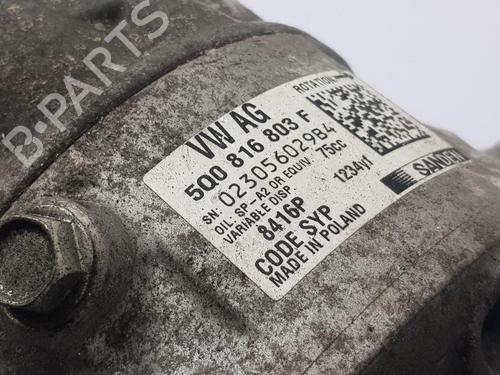 B-PARTS
VW AG
ROTATION
5Q0 816 803 F
SN: 023056029B4
OIL: SP-A2 OR EQUIV 75cc
VARIABLE DISP 1234yf
8416P
SANDEN
CODE SYP
MADE IN POLAND